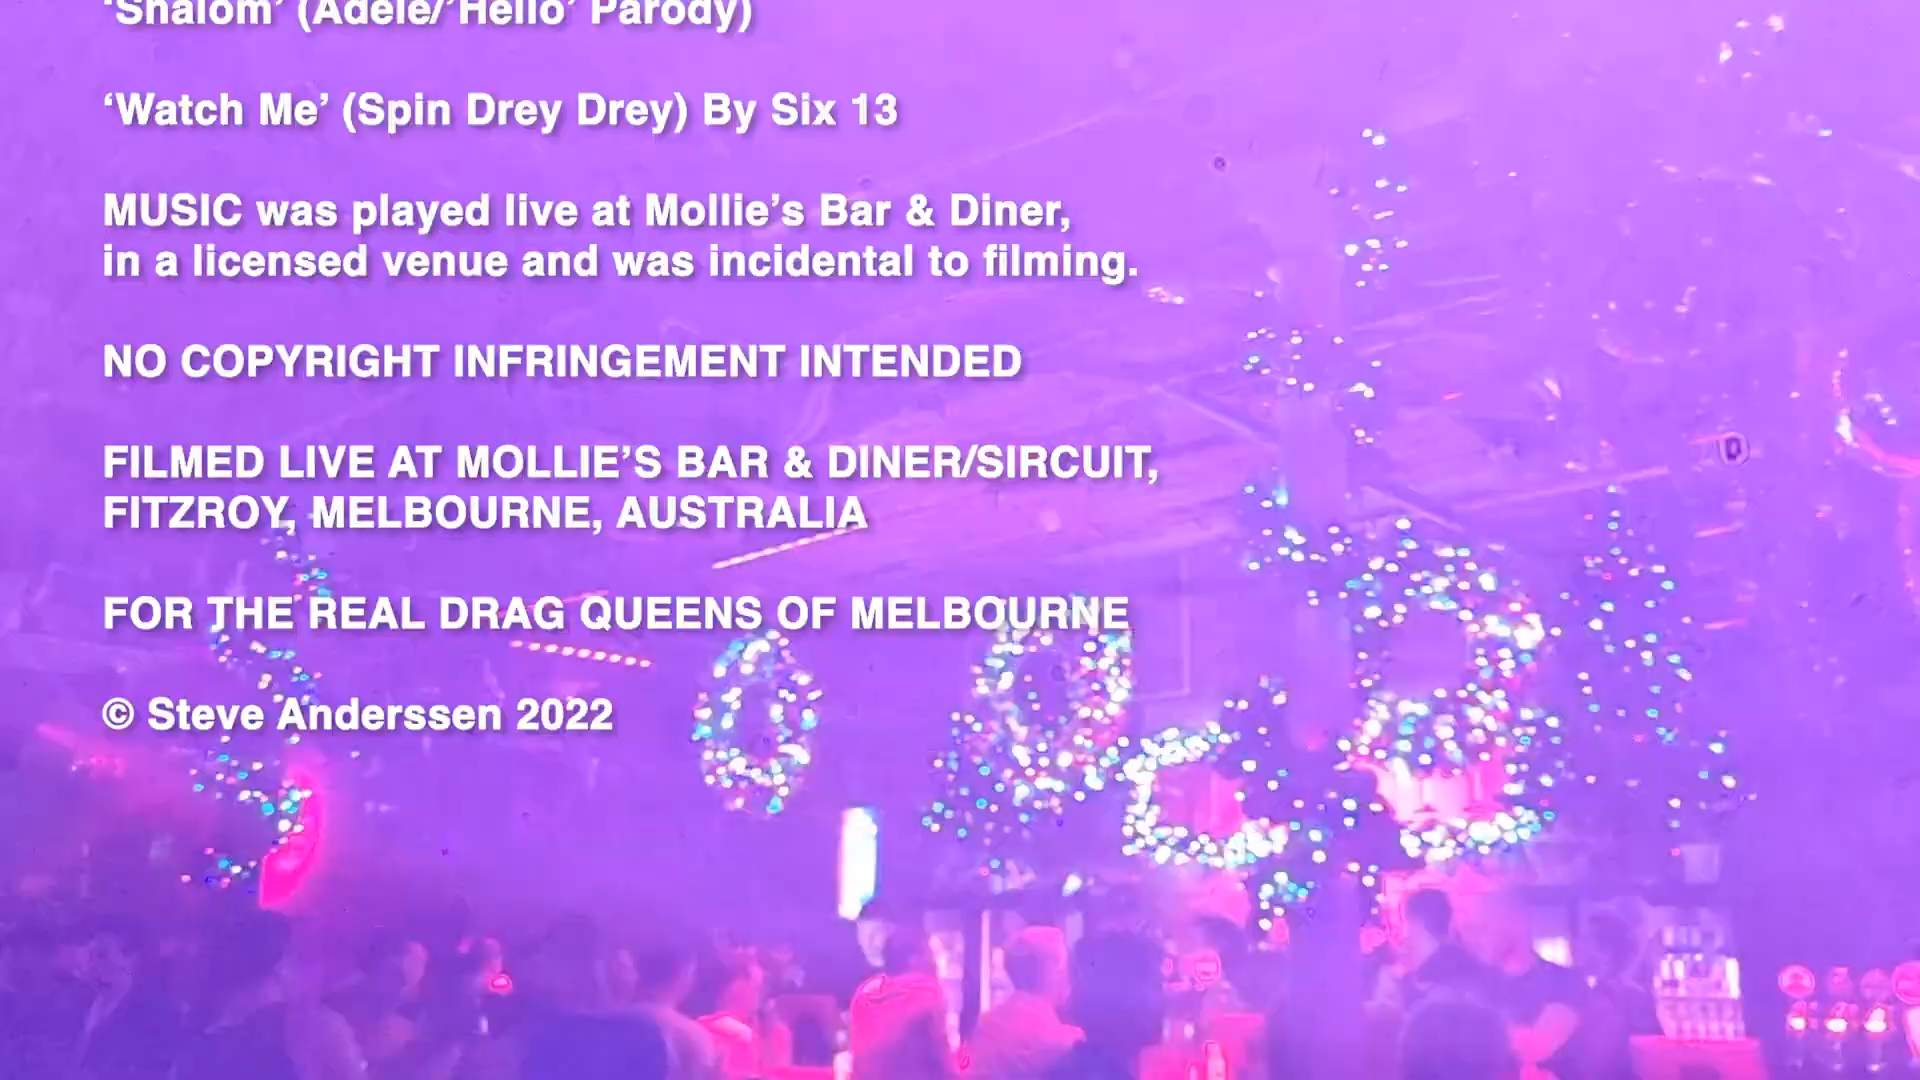 ‘Shalom’ (Adele/’Hello’ Parody)
‘Watch Me’ (Spin Drey Drey) By Six 13
MUSIC was played live at Mollie’s Bar & Diner,
in a licensed venue and was incidental to filming.
NO COPYRIGHT INFRINGEMENT INTENDED
FILMED LIVE AT MOLLIE’S BAR & DINER/SIRCUIT,
FITZROY, MELBOURNE, AUSTRALIA
FOR THE REAL DRAG QUEENS OF MELBOURNE
© Steve Anderssen 2022